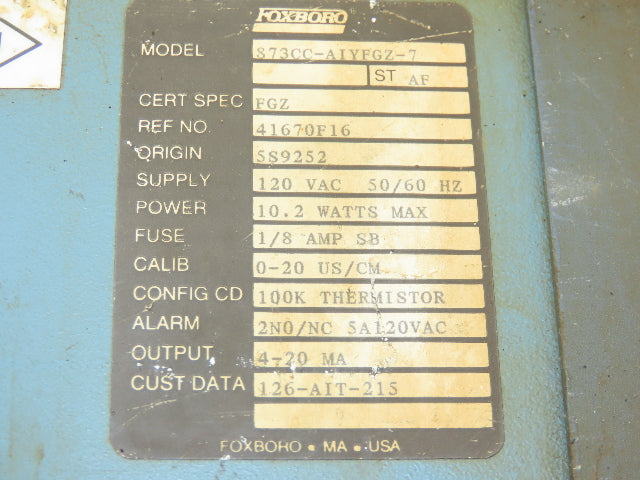 FOXBORO
MODEL 873CC-AIYFGZ-7
ST AF
CERT SPEC FGZ
REF NO. 41670F16
ORIGIN 5S9252
SUPPLY 120 VAC 50/60 HZ
POWER 10.2 WATTS MAX
FUSE 1/8 AMP SB
CALIB 0-20 US/CM
CONFIG CD 100K THERMISTOR
ALARM 2NO/NC 5A120VAC
OUTPUT 4-20 MA
CUST DATA 126-AIT-215
FOXBORO • MA • USA